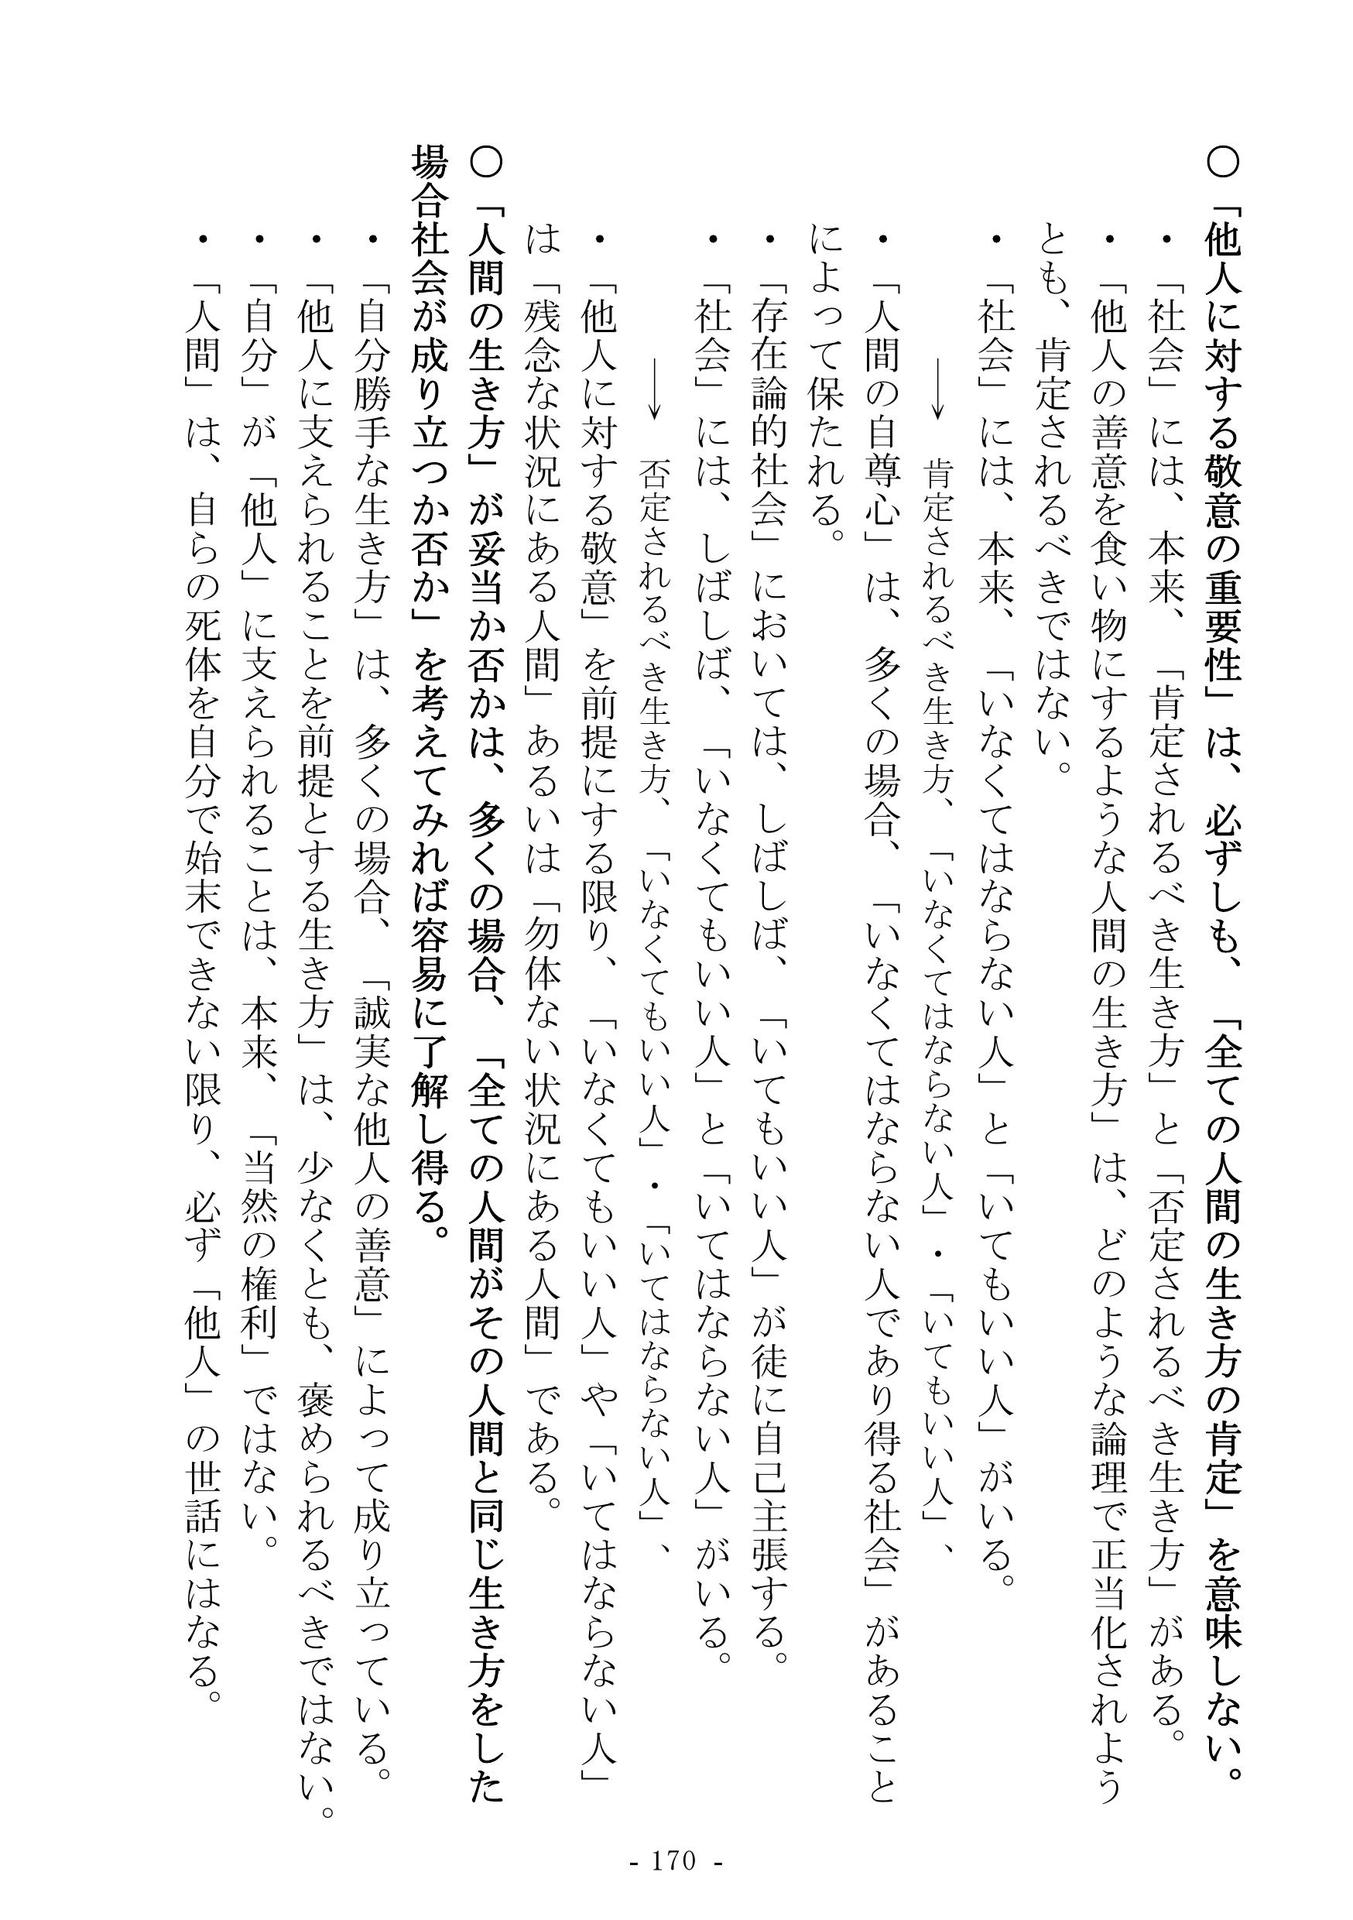 〇「他人に対する敬意の重要性」は、必ずしも、「全ての人間の生き方の肯定」を意味しない。
・「社会」には、本来、「肯定されるべき生き方」と「否定されるべき生き方」がある。
・「他人の善意を食い物にするような人間の生き方」は、どのような論理で正当化されよう
とも、肯定されるべきではない。
・「社会」には、本来、「いなくてはならない人」と「いてもいい人」がいる。
→ 肯定されるべき生き方、「いなくてはならない人」・「いてもいい人」、
・「人間の自尊心」は、多くの場合、「いなくてはならない人であり得る社会」があること
によって保たれる。
・「存在論的社会」においては、しばしば、「いてもいい人」が徒に自己主張する。
・「社会」には、しばしば、「いなくてもいい人」と「いてはならない人」がいる。
→ 否定されるべき生き方、「いなくてもいい人」・「いてはならない人」、
・「他人に対する敬意」を前提にする限り、「いなくてもいい人」や「いてはならない人」
は「残念な状況にある人間」あるいは「勿体ない状況にある人間」である。
〇「人間の生き方」が妥当か否かは、多くの場合、「全ての人間がその人間と同じ生き方をした
場合社会が成り立つか否か」を考えてみれば容易に了解し得る。
・「自分勝手な生き方」は、多くの場合、「誠実な他人の善意」によって成り立っている。
・「他人に支えられることを前提とする生き方」は、少なくとも、褒められるべきではない。
・「自分」が「他人」に支えられることは、本来、「当然の権利」ではない。
・「人間」は、自らの死体を自分で始末できない限り、必ず「他人」の世話にはなる。
- 170 -